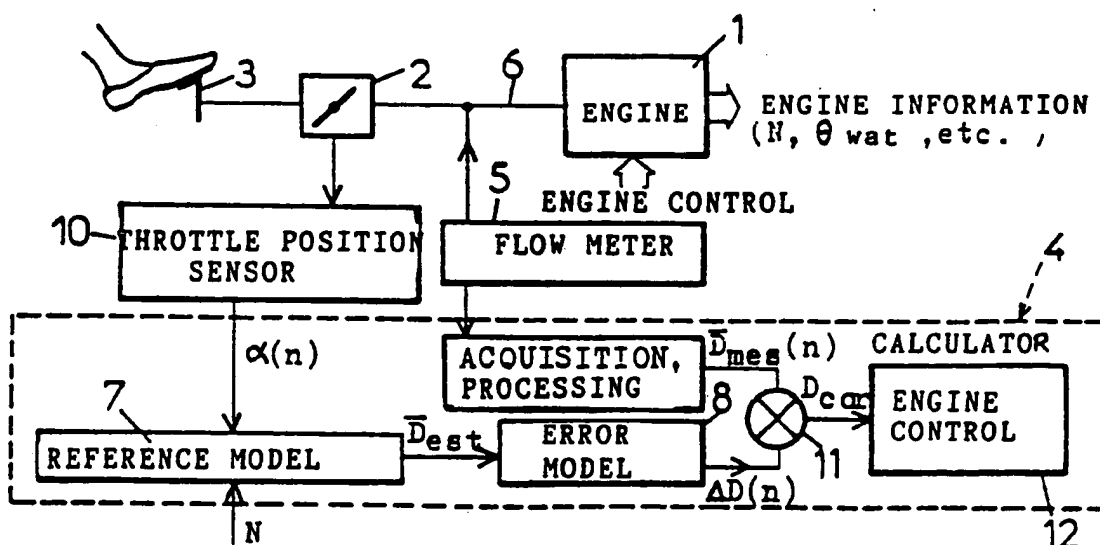 1
2
3
6
ENGINE
ENGINE INFORMATION
(N, θ wat ,etc. ,
5
ENGINE CONTROL
10
THROTTLE POSITION
SENSOR
FLOW METER
4
α(n)
ACQUISITION,
PROCESSING
D̅mes(n)
CALCULATOR
7
8
Dcor
ENGINE
CONTROL
REFERENCE MODEL
D̅est
ERROR
MODEL
11
ΔD(n)
N
12